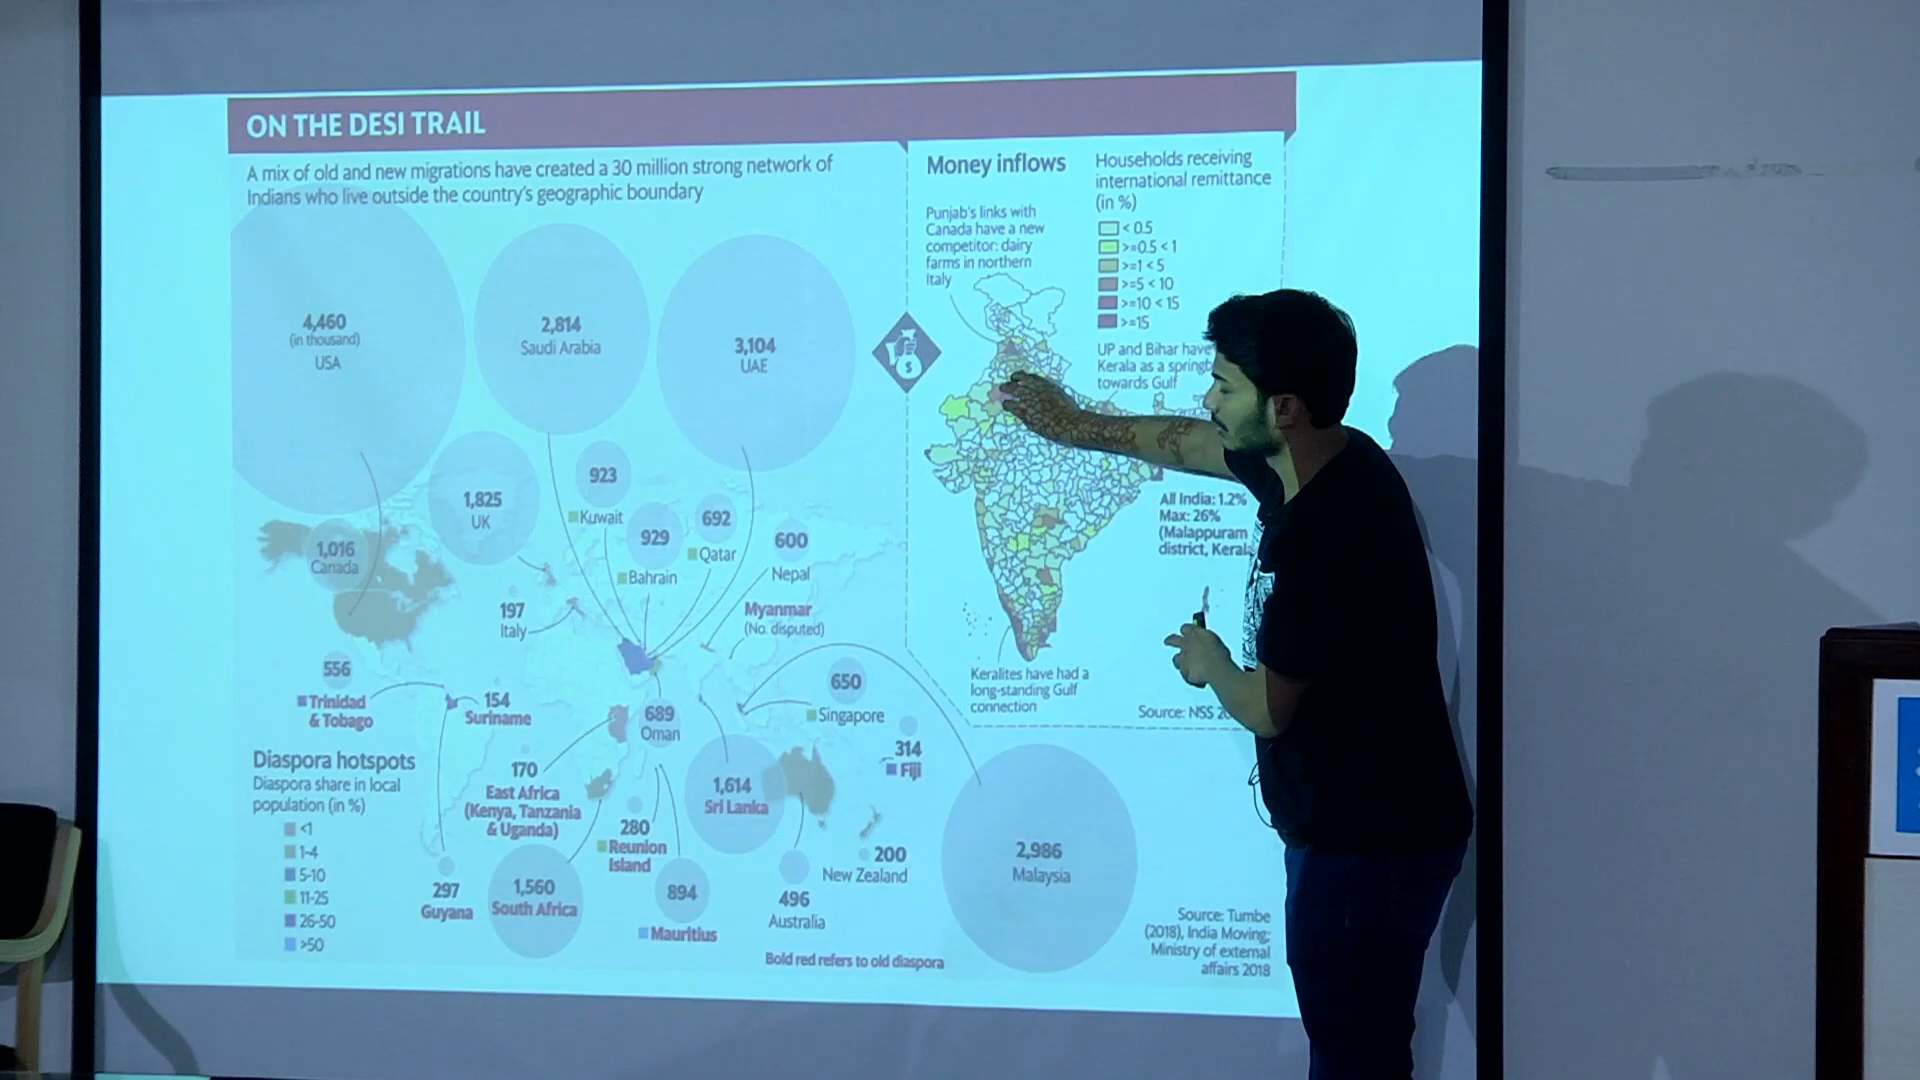 ON THE DESI TRAIL
A mix of old and new migrations have created a 30 million strong network of
Indians who live outside the country's geographic boundary
4,460
(in thousand)
USA
2,814
Saudi Arabia
3,104
UAE
1,825
UK
923
Kuwait
929
Bahrain
692
Qatar
600
Nepal
1,016
Canada
197
Italy
Myanmar
(No. disputed)
556
Trinidad
& Tobago
154
Suriname
689
Oman
650
Singapore
314
Fiji
170
East Africa
(Kenya, Tanzania
& Uganda)
1,614
Sri Lanka
280
Reunion
Island
200
New Zealand
297
Guyana
1,560
South Africa
894
Mauritius
496
Australia
2,986
Malaysia
Diaspora hotspots
Diaspora share in local
population (in %)
<1
1-4
5-10
11-25
26-50
>50
Bold red refers to old diaspora
Money inflows
Punjab's links with
Canada have a new
competitor: dairy
farms in northern
Italy
Households receiving
international remittance
(in %)
< 0.5
>=0.5 < 1
>=1 < 5
>=5 < 10
>=10 < 15
>=15
UP and Bihar have
Kerala as a
towards Gulf
All India: 1.2%
Max: 26%
(Malappuram
district,
Keralites have had a
long-standing Gulf
connection
Source: NSS
Source: Tumbe
(2018), India Moving;
Ministry of external
affairs 2018